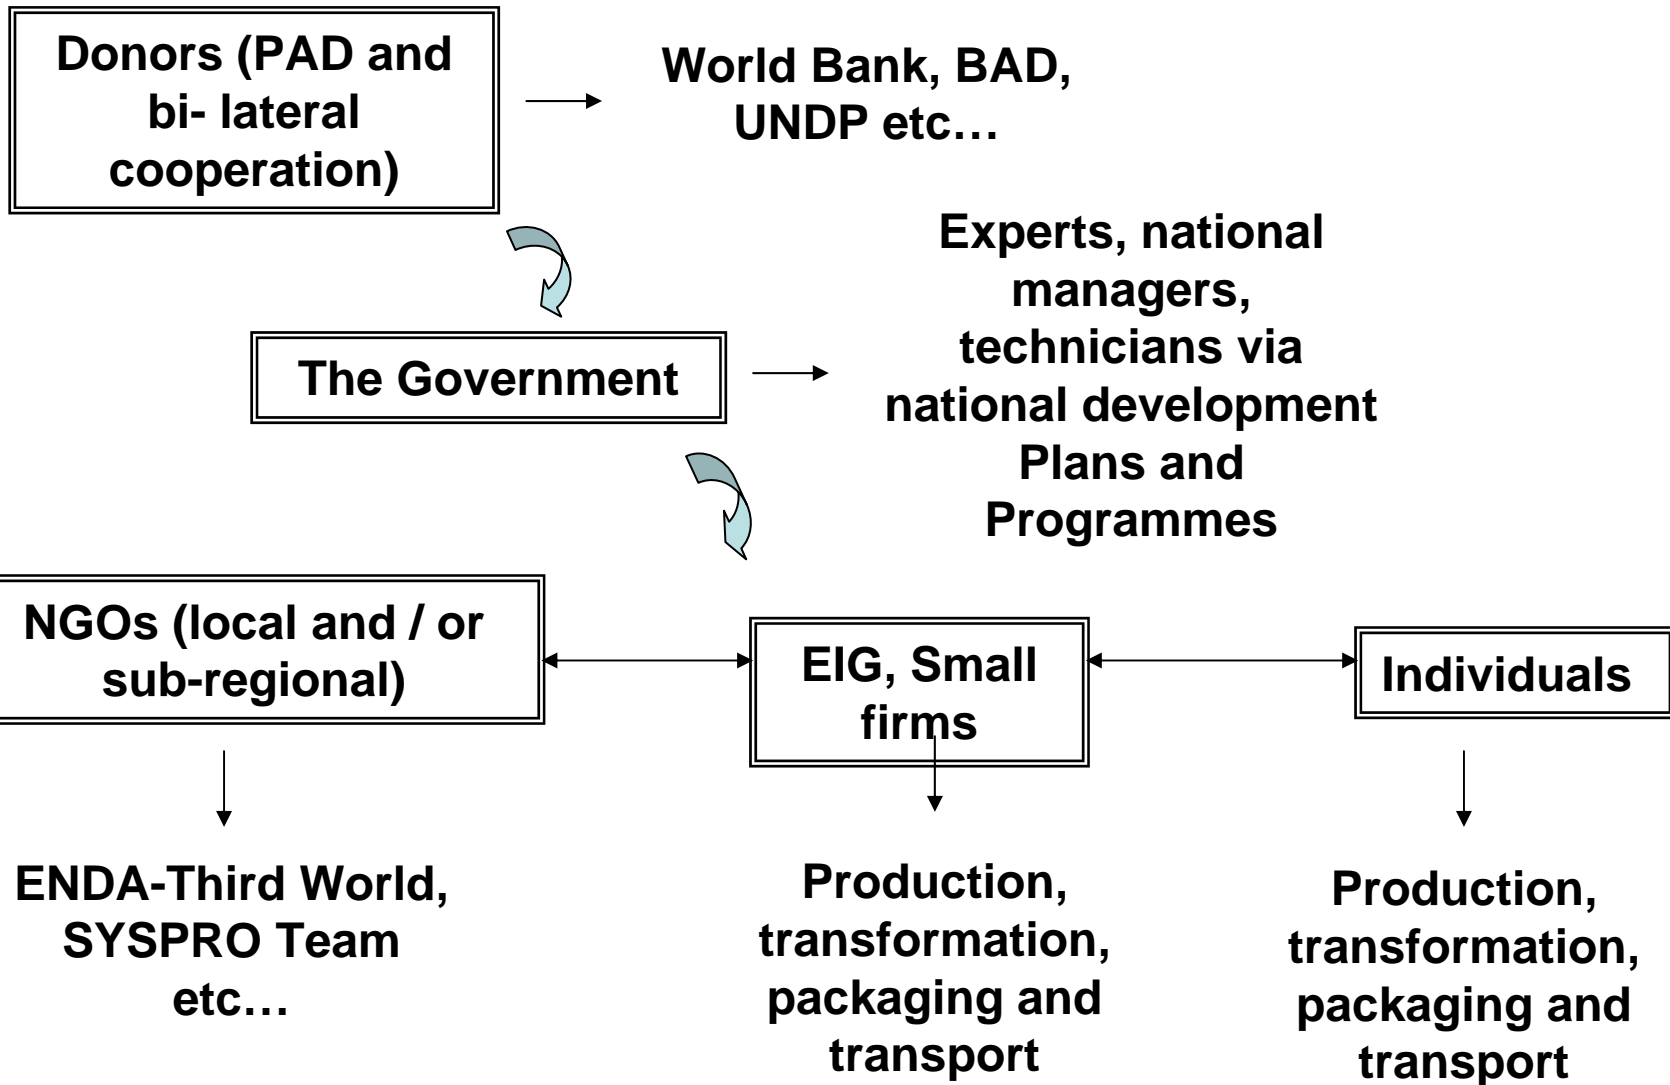 Donors (PAD and
bi- lateral
cooperation)
World Bank, BAD,
UNDP etc…
Experts, national
managers,
technicians via
national development
Plans and
Programmes
The Government
NGOs (local and / or
sub-regional)
EIG, Small
firms
Individuals
ENDA-Third World,
SYSPRO Team
etc…
Production,
transformation,
packaging and
transport
Production,
transformation,
packaging and
transport